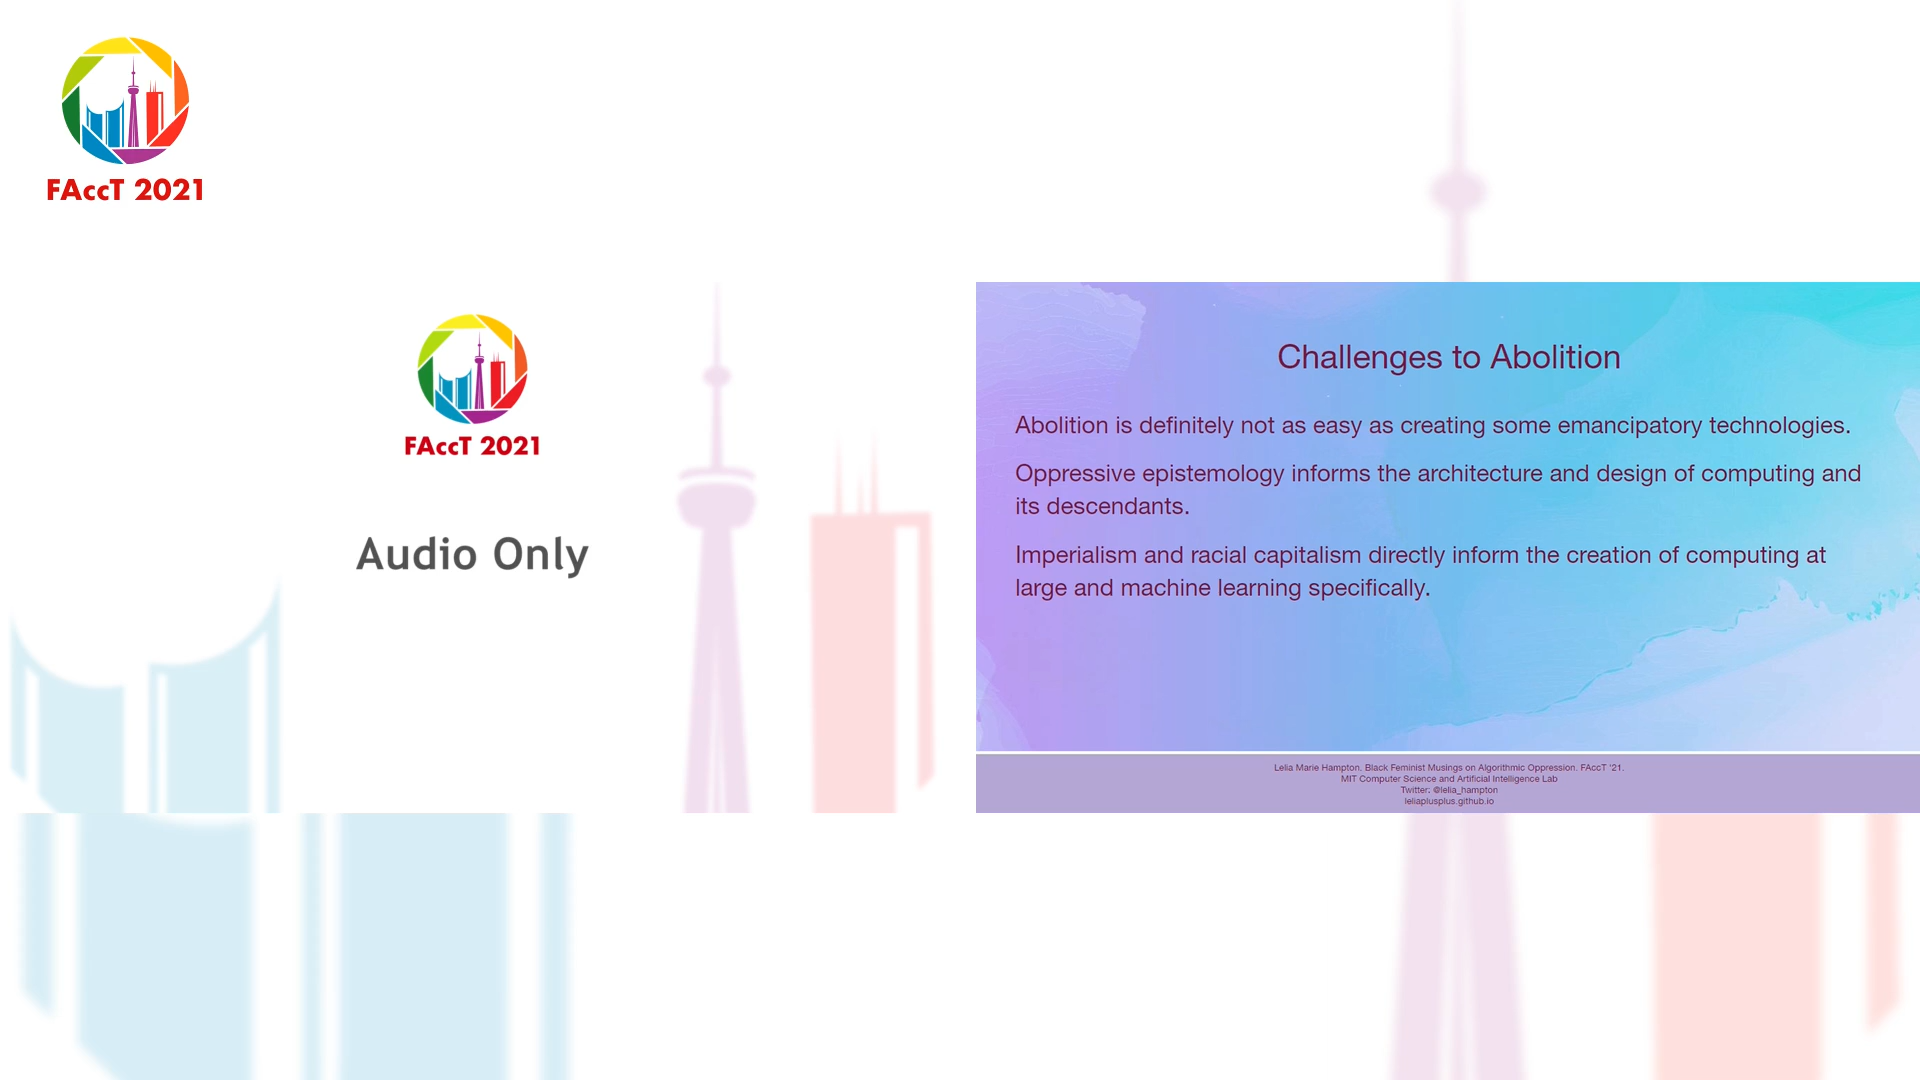 FAccT 2021
FAccT 2021
Audio Only
Challenges to Abolition
Abolition is definitely not as easy as creating some emancipatory technologies.
Oppressive epistemology informs the architecture and design of computing and
its descendants.
Imperialism and racial capitalism directly inform the creation of computing at
large and machine learning specifically.
Lelia Marie Hampton. Black Feminist Musings on Algorithmic Oppression. FAccT '21.
MIT Computer Science and Artificial Intelligence Lab
Twitter: @lelia_hampton
leliaplusplus.github.io